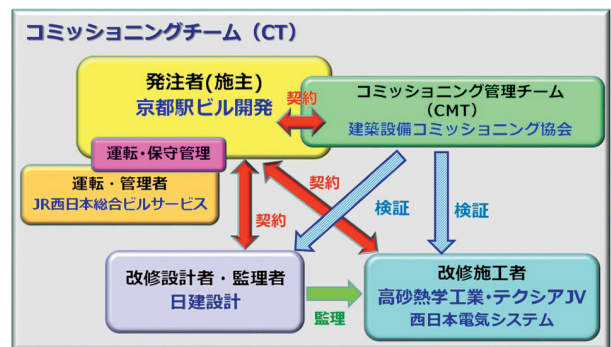 コミッショニングチーム（CT）
発注者(施主)
京都駅ビル開発
契約
コミッショニング管理チーム
（CMT）
建築設備コミッショニング協会
運転・保守管理
運転・管理者
JR西日本総合ビルサービス
契約
契約
検証
検証
改修設計者・監理者
日建設計
監理
改修施工者
高砂熱学工業・テクシアJV
西日本電気システム